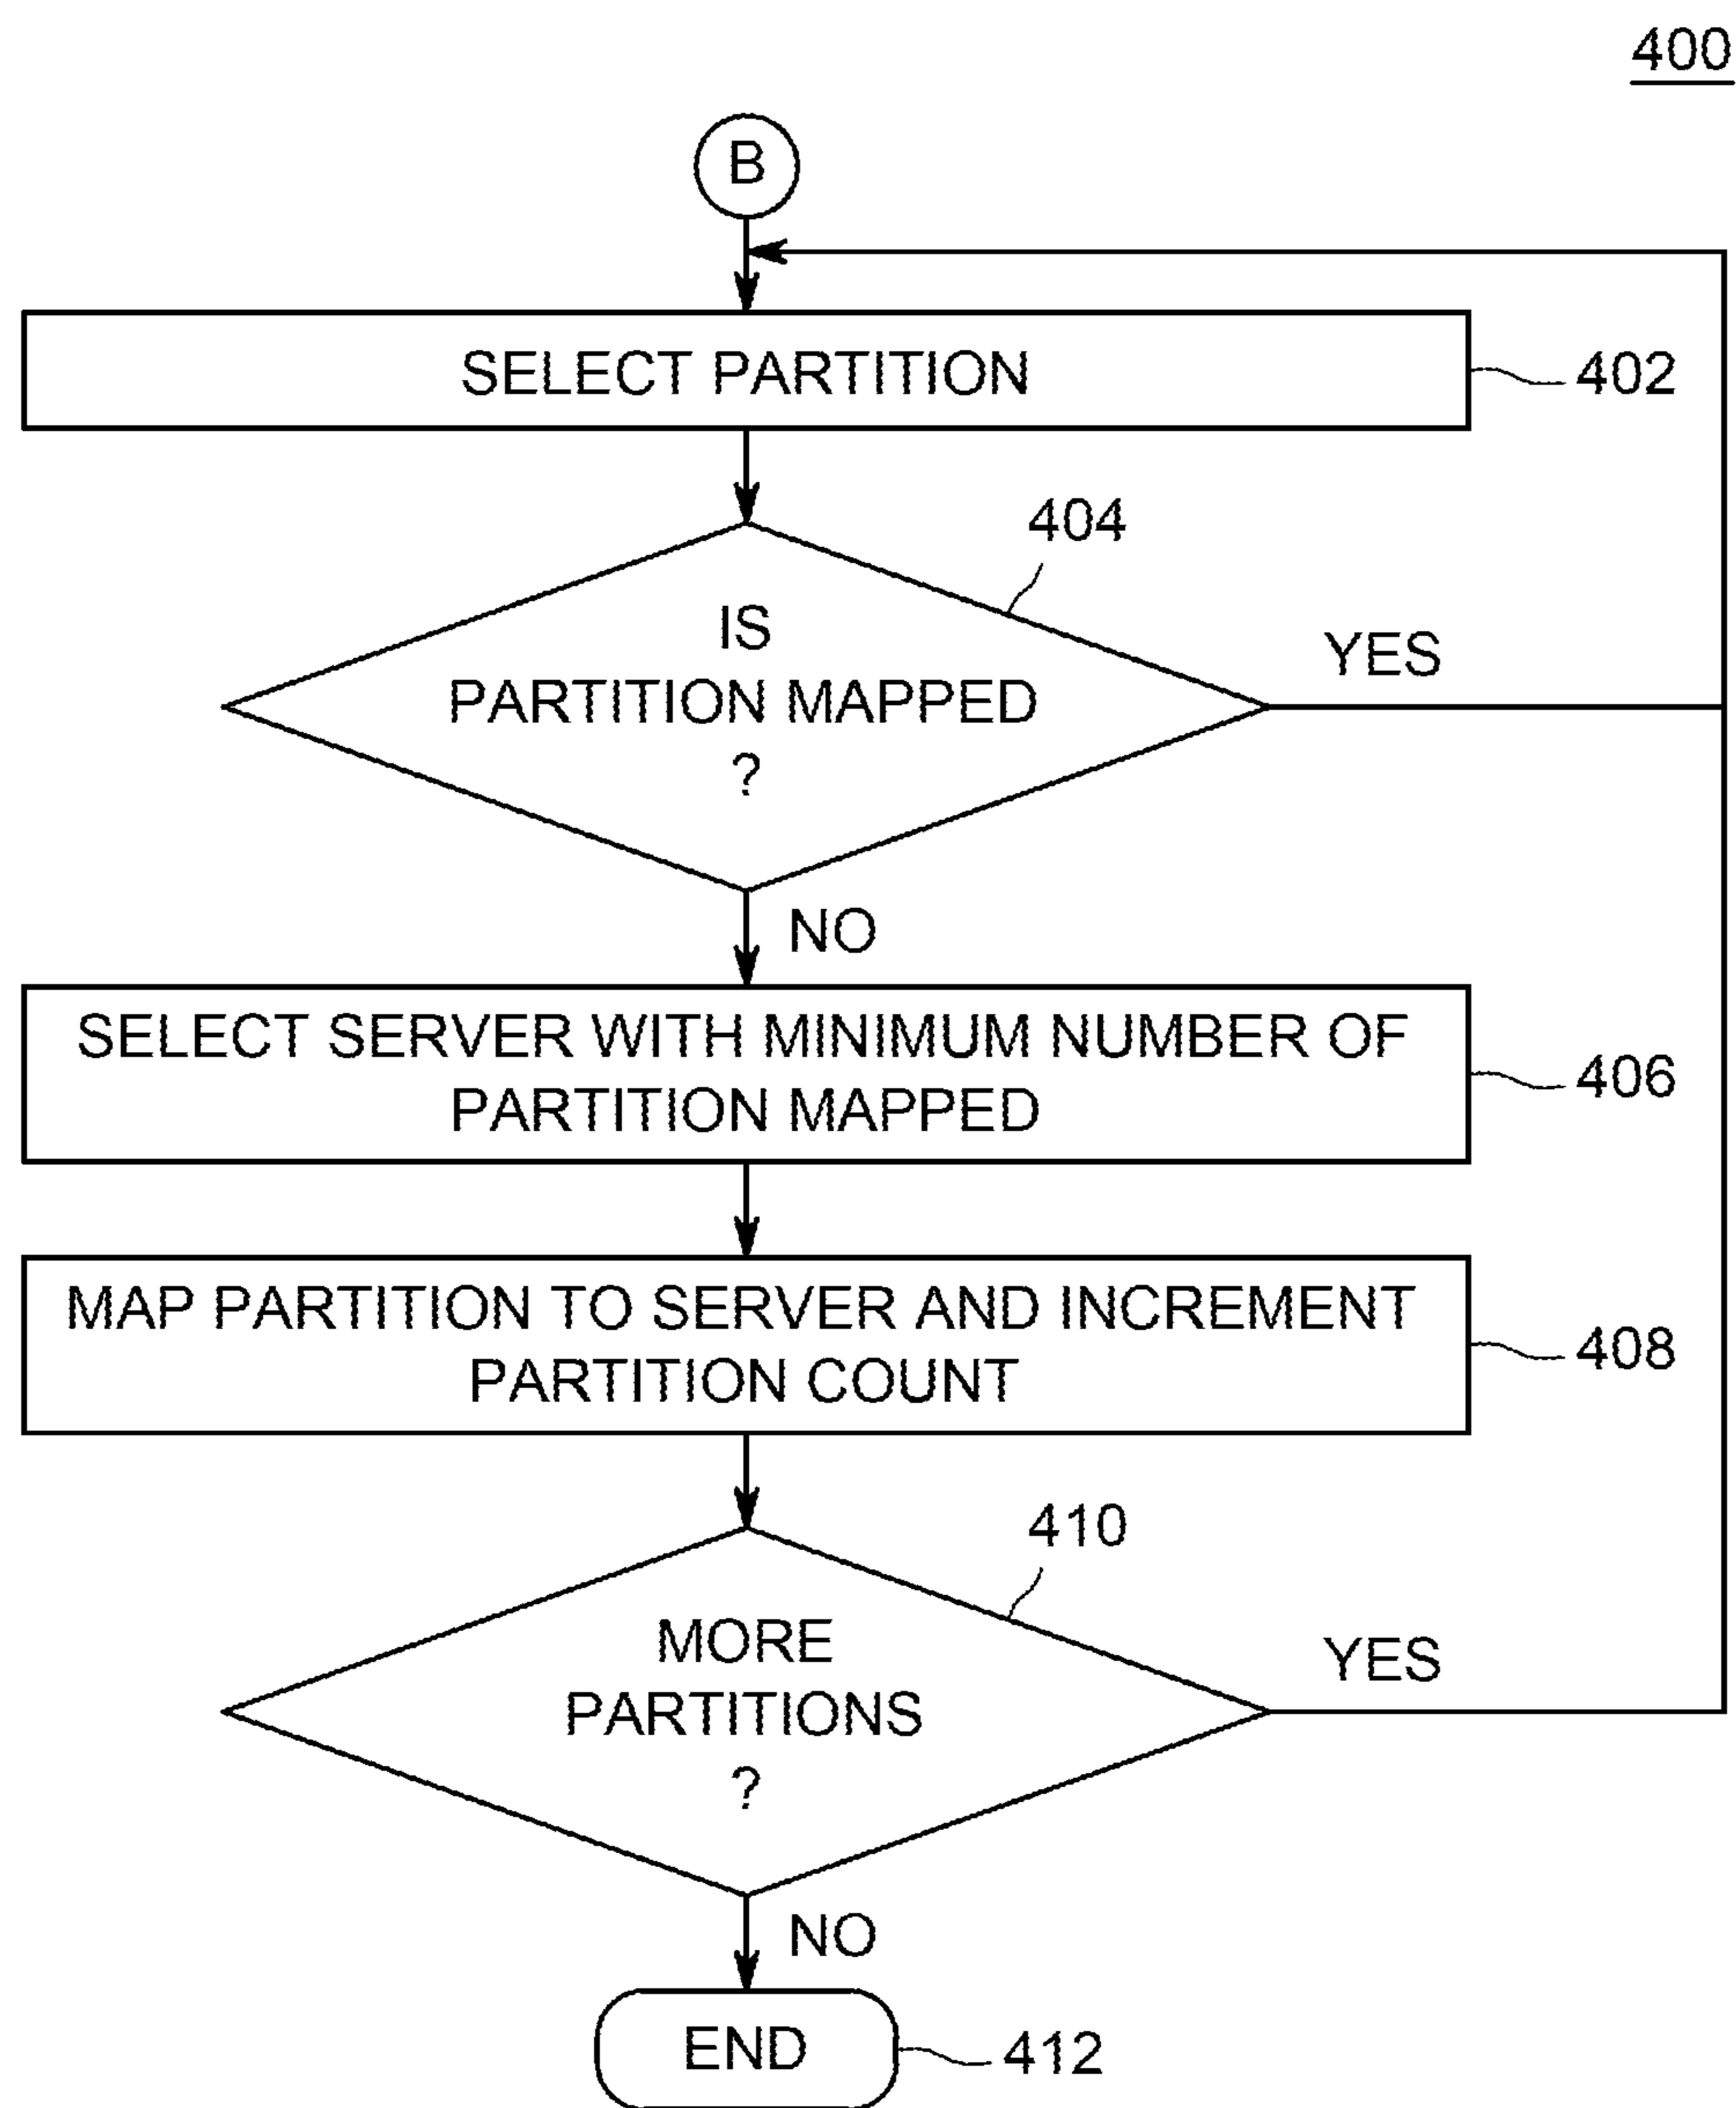 400
B
SELECT PARTITION
402
404
IS
PARTITION MAPPED
?
YES
NO
SELECT SERVER WITH MINIMUM NUMBER OF
PARTITION MAPPED
406
MAP PARTITION TO SERVER AND INCREMENT
PARTITION COUNT
408
410
MORE
PARTITIONS
?
YES
NO
END
412